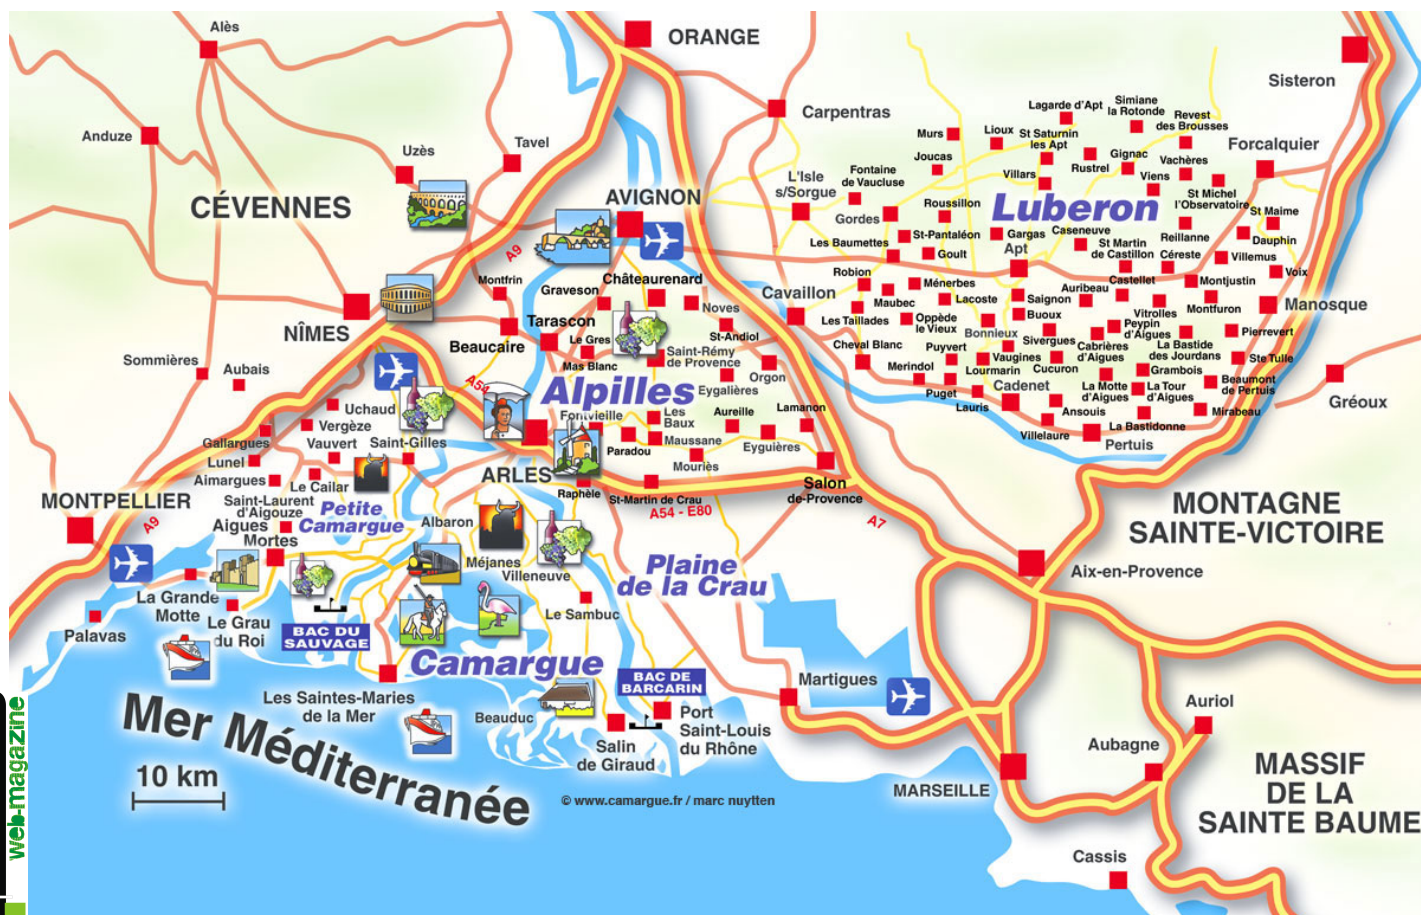 Alès
ORANGE
Sisteron
Carpentras
Anduze
Uzès
Tavel
Lagarde d'Apt
Simiane
la Rotonde
Revest
des Brousses
Murs
Lioux
St Saturnin
les Apt
Forcalquier
Joucas
Gignac
Rustrel
Vachères
Fontaine
de Vaucluse
Villars
Viens
L'Isle
s/Sorgue
CÉVENNES
AVIGNON
Luberon
St Michel
l'Observatoire
Roussillon
Gordes
St Maime
St-Pantaléon
Gargas
Caseneuve
Reillanne
Dauphin
Les Baumettes
Goult
Apt
St Martin
de Castillon
Céreste
Villemus
A9
Robion
Voix
Montfrin
Châteaurenard
Graveson
Ménerbes
Castellet
Montjustin
Cavaillon
Maubec
Lacoste
Saignon
Auribeau
Vitrolles
Montfuron
Manosque
Noves
Les Taillades
Oppède
le Vieux
Buoux
NÎMES
Tarascon
Bonnieux
Peypin
d'Aigues
Pierrevert
St-Andiol
Beaucaire
Le Gres
Cheval Blanc
Puyvert
Sivergues
Cabrières
d'Aigues
La Bastide
des Jourdans
Saint-Rémy
de Provence
Vaugines
Ste Tulle
Sommières
Aubais
Mas Blanc
Merindol
Lourmarin
Cucuron
Grambois
Orgon
A54
Alpilles
Eygalières
Puget
Cadenet
La Motte
d'Aigues
La Tour
d'Aigues
Beaumont
de Pertuis
Gréoux
Uchaud
Fontvieille
Les
Baux
Aureille
Lamanon
Lauris
Ansouis
Mirabeau
Vergèze
La Bastidonne
Gallargues
Vauvert
Saint-Gilles
Maussane
Villelaure
Pertuis
Paradou
Eyguières
Lunel
Mouriès
ARLES
Aimargues
Le Cailar
Salon
de-Provence
MONTPELLIER
Raphèle
St-Martin de Crau
Saint-Laurent
d'Aigouze
Petite
Camargue
A54 - E80
MONTAGNE
SAINTE-VICTOIRE
A9
Aigues
Mortes
Albaron
A7
Méjanes
Villeneuve
Plaine
de la Crau
Aix-en-Provence
La Grande
Motte
Le Sambuc
Palavas
Le Grau
du Roi
BAC DU
SAUVAGE
Camargue
BAC DE
BARCARIN
Martigues
Les Saintes-Maries
de la Mer
Beauduc
Port
Saint-Louis
du Rhône
Auriol
Mer Méditerranée
Salin
de Giraud
Aubagne
10 km
MARSEILLE
MASSIF
DE LA
SAINTE BAUME
© www.camargue.fr / marc nuytten
Cassis
web-magazine